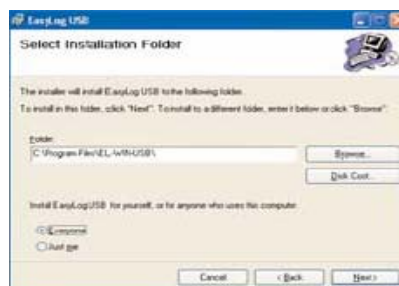 EasyLog USB
Select Installation Folder
The installer will install EasyLog USB to the following folder.
To install in this folder, click "Next". To install to a different folder, enter it below or click "Browse".
Folder:
C:\Program Files\EL-WIN-USB\
Browse...
Disk Cost...
Install EasyLog USB for yourself, or for anyone who uses this computer:
Everyone
Just me
Cancel
< Back
Next >